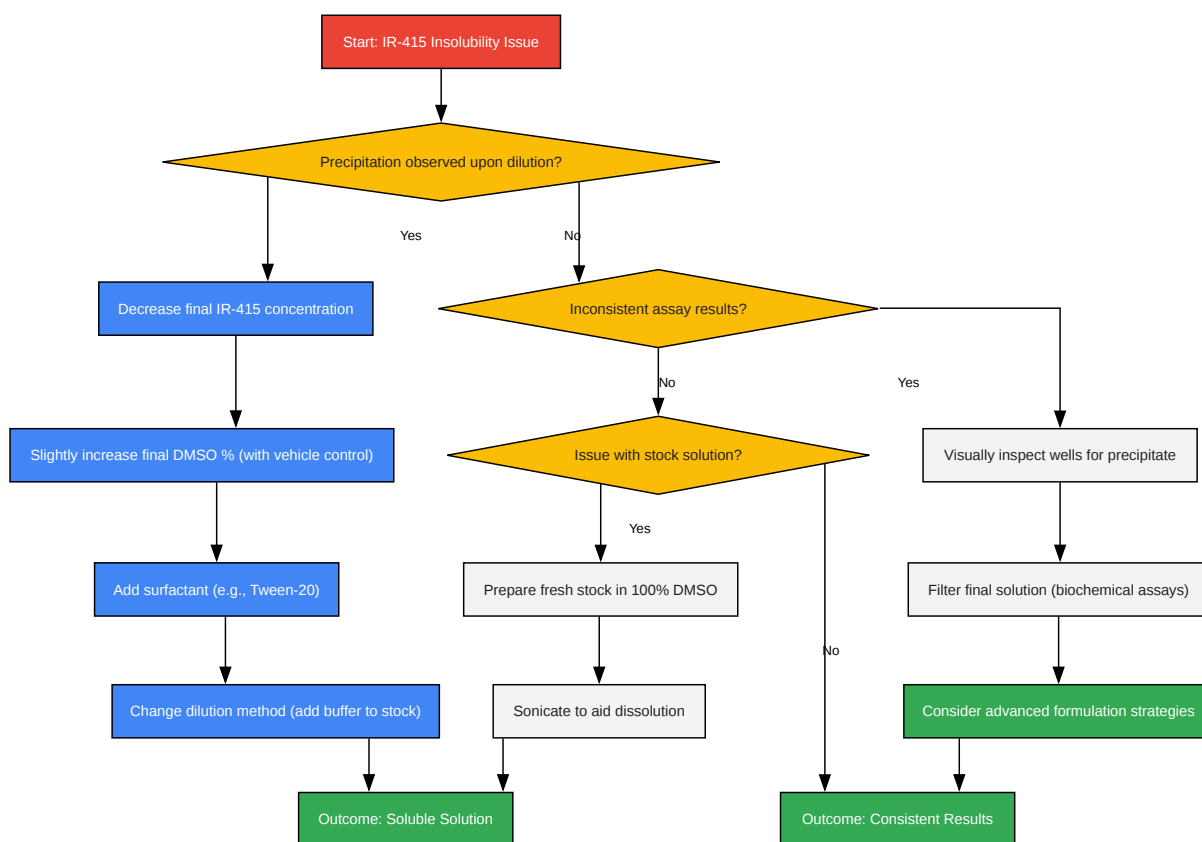 Start: IR-415 Insolubility Issue
Precipitation observed upon dilution?
Yes
No
Decrease final IR-415 concentration
Inconsistent assay results?
No
Yes
Slightly increase final DMSO % (with vehicle control)
Issue with stock solution?
Visually inspect wells for precipitate
Yes
Add surfactant (e.g., Tween-20)
Prepare fresh stock in 100% DMSO
Filter final solution (biochemical assays)
No
Change dilution method (add buffer to stock)
Sonicate to aid dissolution
Consider advanced formulation strategies
Outcome: Soluble Solution
Outcome: Consistent Results